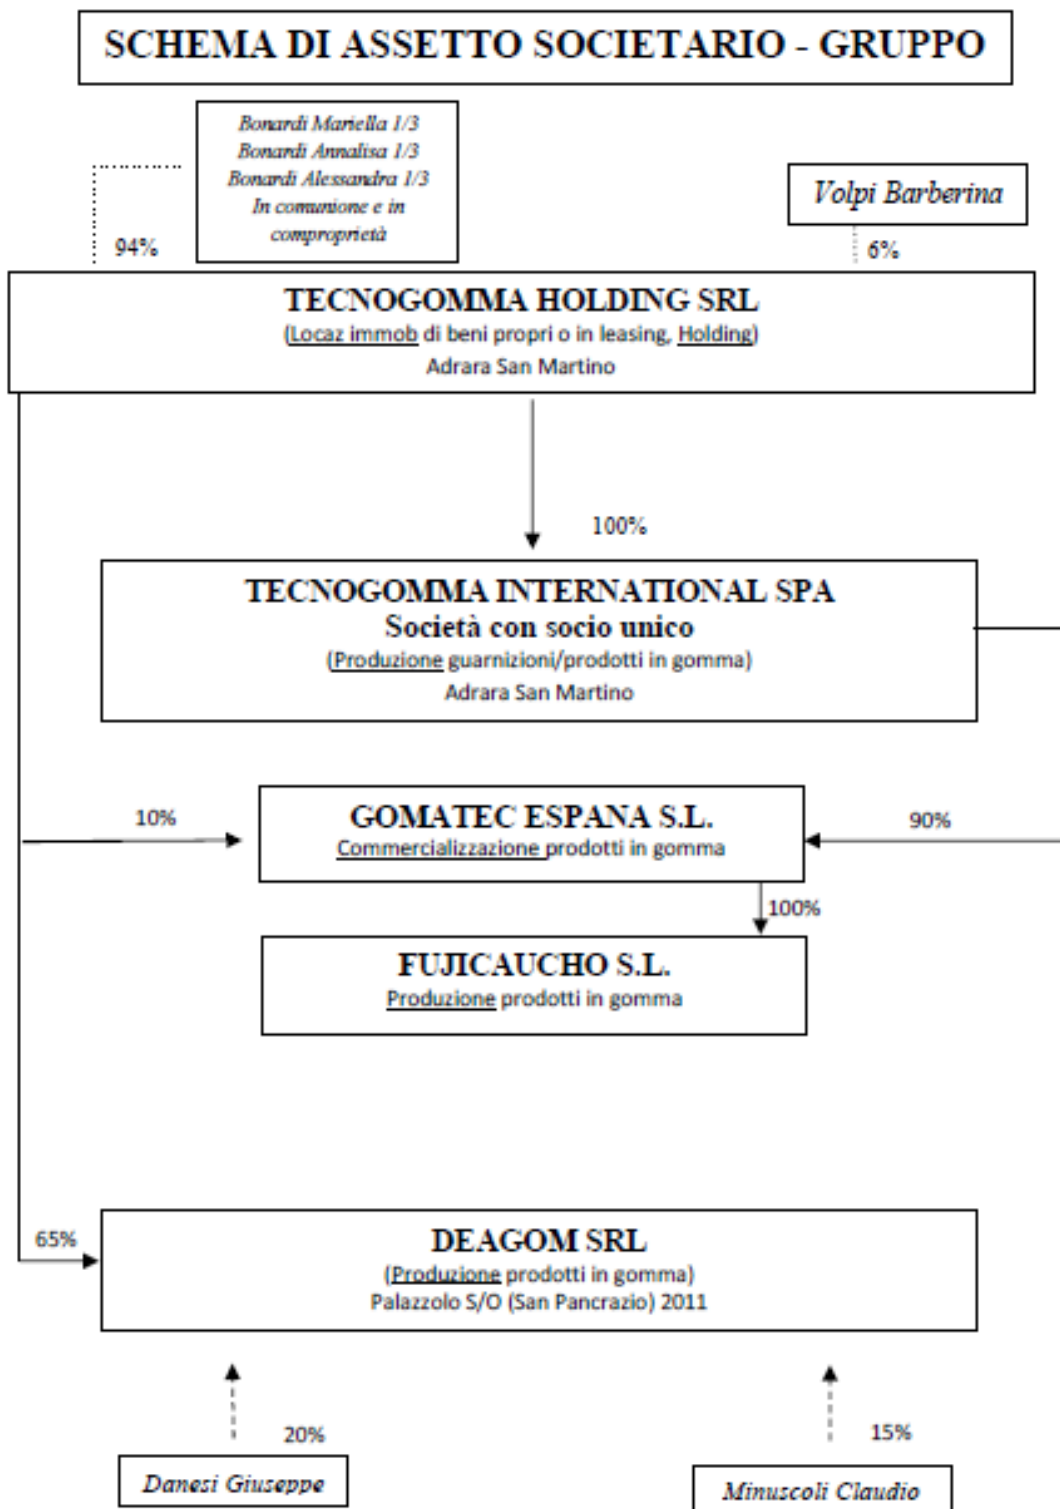 SCHEMA DI ASSETTO SOCIETARIO - GRUPPO
Bonardi Mariella 1/3
Bonardi Annalisa 1/3
Bonardi Alessandra 1/3
In comunione e in
comproprietà
94%
Volpi Barberina
6%
TECNOGOMMA HOLDING SRL
(Locaz immob di beni propri o in leasing, Holding)
Adrara San Martino
100%
TECNOGOMMA INTERNATIONAL SPA
Società con socio unico
(Produzione guarnizioni/prodotti in gomma)
Adrara San Martino
10%
GOMATEC ESPANA S.L.
Commercializzazione prodotti in gomma
90%
100%
FUJICAUCHO S.L.
Produzione prodotti in gomma
65%
DEAGOM SRL
(Produzione prodotti in gomma)
Palazzolo S/O (San Pancrazio) 2011
20%
Danesi Giuseppe
15%
Minuscoli Claudio